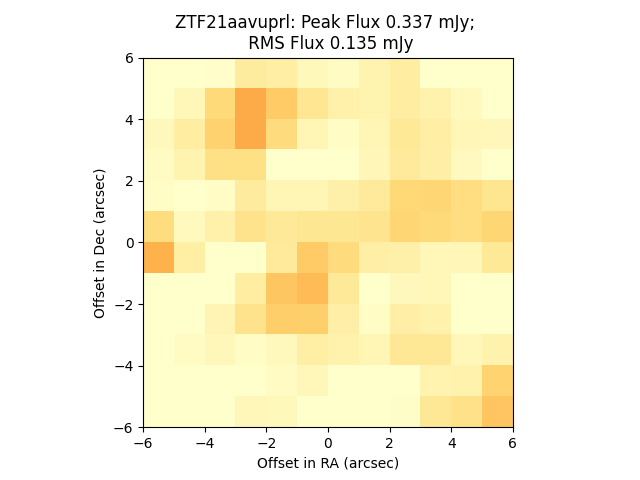 ZTF21aavuprl: Peak Flux 0.337 mJy;
RMS Flux 0.135 mJy
6
4
2
0
−2
−4
−6
Offset in Dec (arcsec)
−6 −4 −2 0 2 4 6
Offset in RA (arcsec)